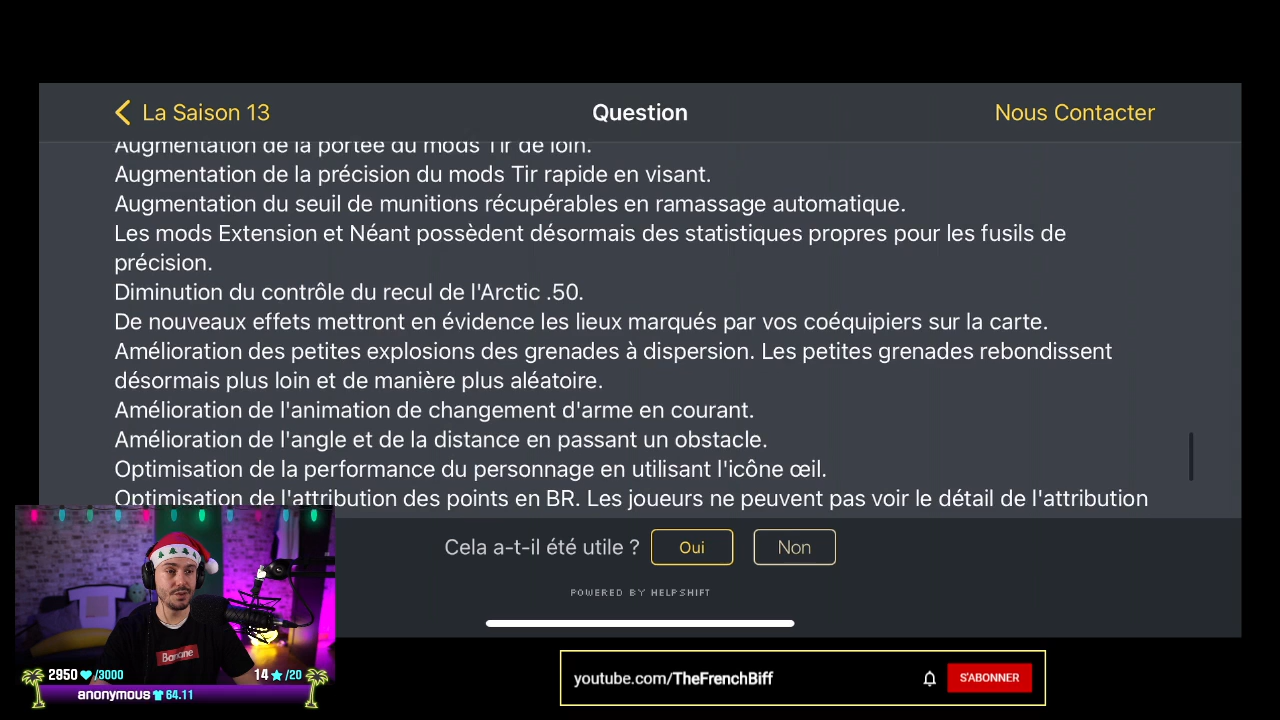 La Saison 13
Question
Nous Contacter
Augmentation de la portée du mods Tir de loin.
Augmentation de la précision du mods Tir rapide en visant.
Augmentation du seuil de munitions récupérables en ramassage automatique.
Les mods Extension et Néant possèdent désormais des statistiques propres pour les fusils de
précision.
Diminution du contrôle du recul de l'Arctic .50.
De nouveaux effets mettront en évidence les lieux marqués par vos coéquipiers sur la carte.
Amélioration des petites explosions des grenades à dispersion. Les petites grenades rebondissent
désormais plus loin et de manière plus aléatoire.
Amélioration de l'animation de changement d'arme en courant.
Amélioration de l'angle et de la distance en passant un obstacle.
Optimisation de la performance du personnage en utilisant l'icône œil.
Optimisation de l'attribution des points en BR. Les joueurs ne peuvent pas voir le détail de l'attribution
Cela a-t-il été utile ?
Oui
Non
POWERED BY HELPSHIFT
Banane
2950 /3000
14 /20
anonymous 64.11
youtube.com/TheFrenchBiff
S'ABONNER